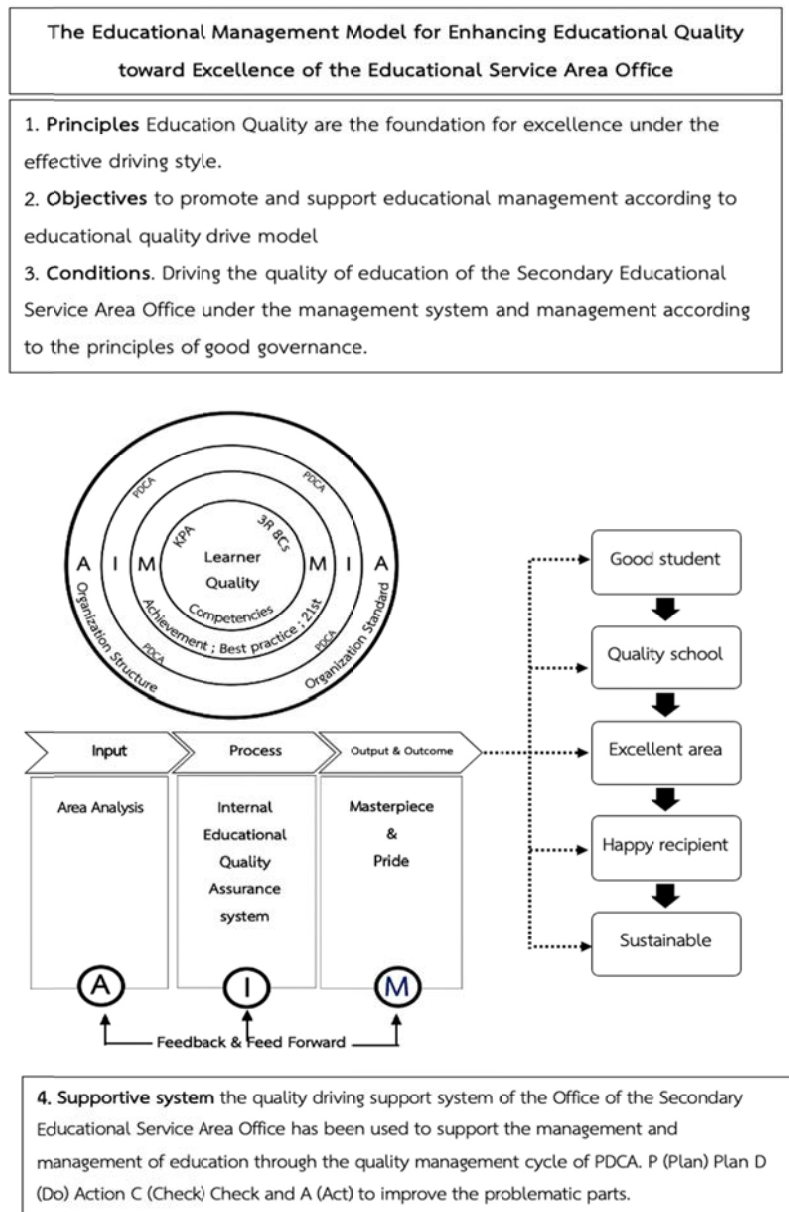 The Educational Management Model for Enhancing Educational Quality
toward Excellence of the Educational Service Area Office
1. Principles Education Quality are the foundation for excellence under the
effective driving style.
2. Objectives to promote and support educational management according to
educational quality drive model
3. Conditions. Driving the quality of education of the Secondary Educational
Service Area Office under the management system and management according
to the principles of good governance.
PDCA
PDCA
KPA
3R 8Cs
A I M
Learner
Quality
M I A
Competencies
Achievement ; Best practice ; 21st
PDCA
PDCA
Organization Structure
Organization Standard
Input
Process
Output & Outcome
Area Analysis
Internal
Educational
Quality
Assurance
system
Masterpiece
&
Pride
A
I
M
Feedback & Feed Forward
Good student
Quality school
Excellent area
Happy recipient
Sustainable
4. Supportive system the quality driving support system of the Office of the Secondary
Educational Service Area Office has been used to support the management and
management of education through the quality management cycle of PDCA. P (Plan) Plan D
(Do) Action C (Check) Check and A (Act) to improve the problematic parts.